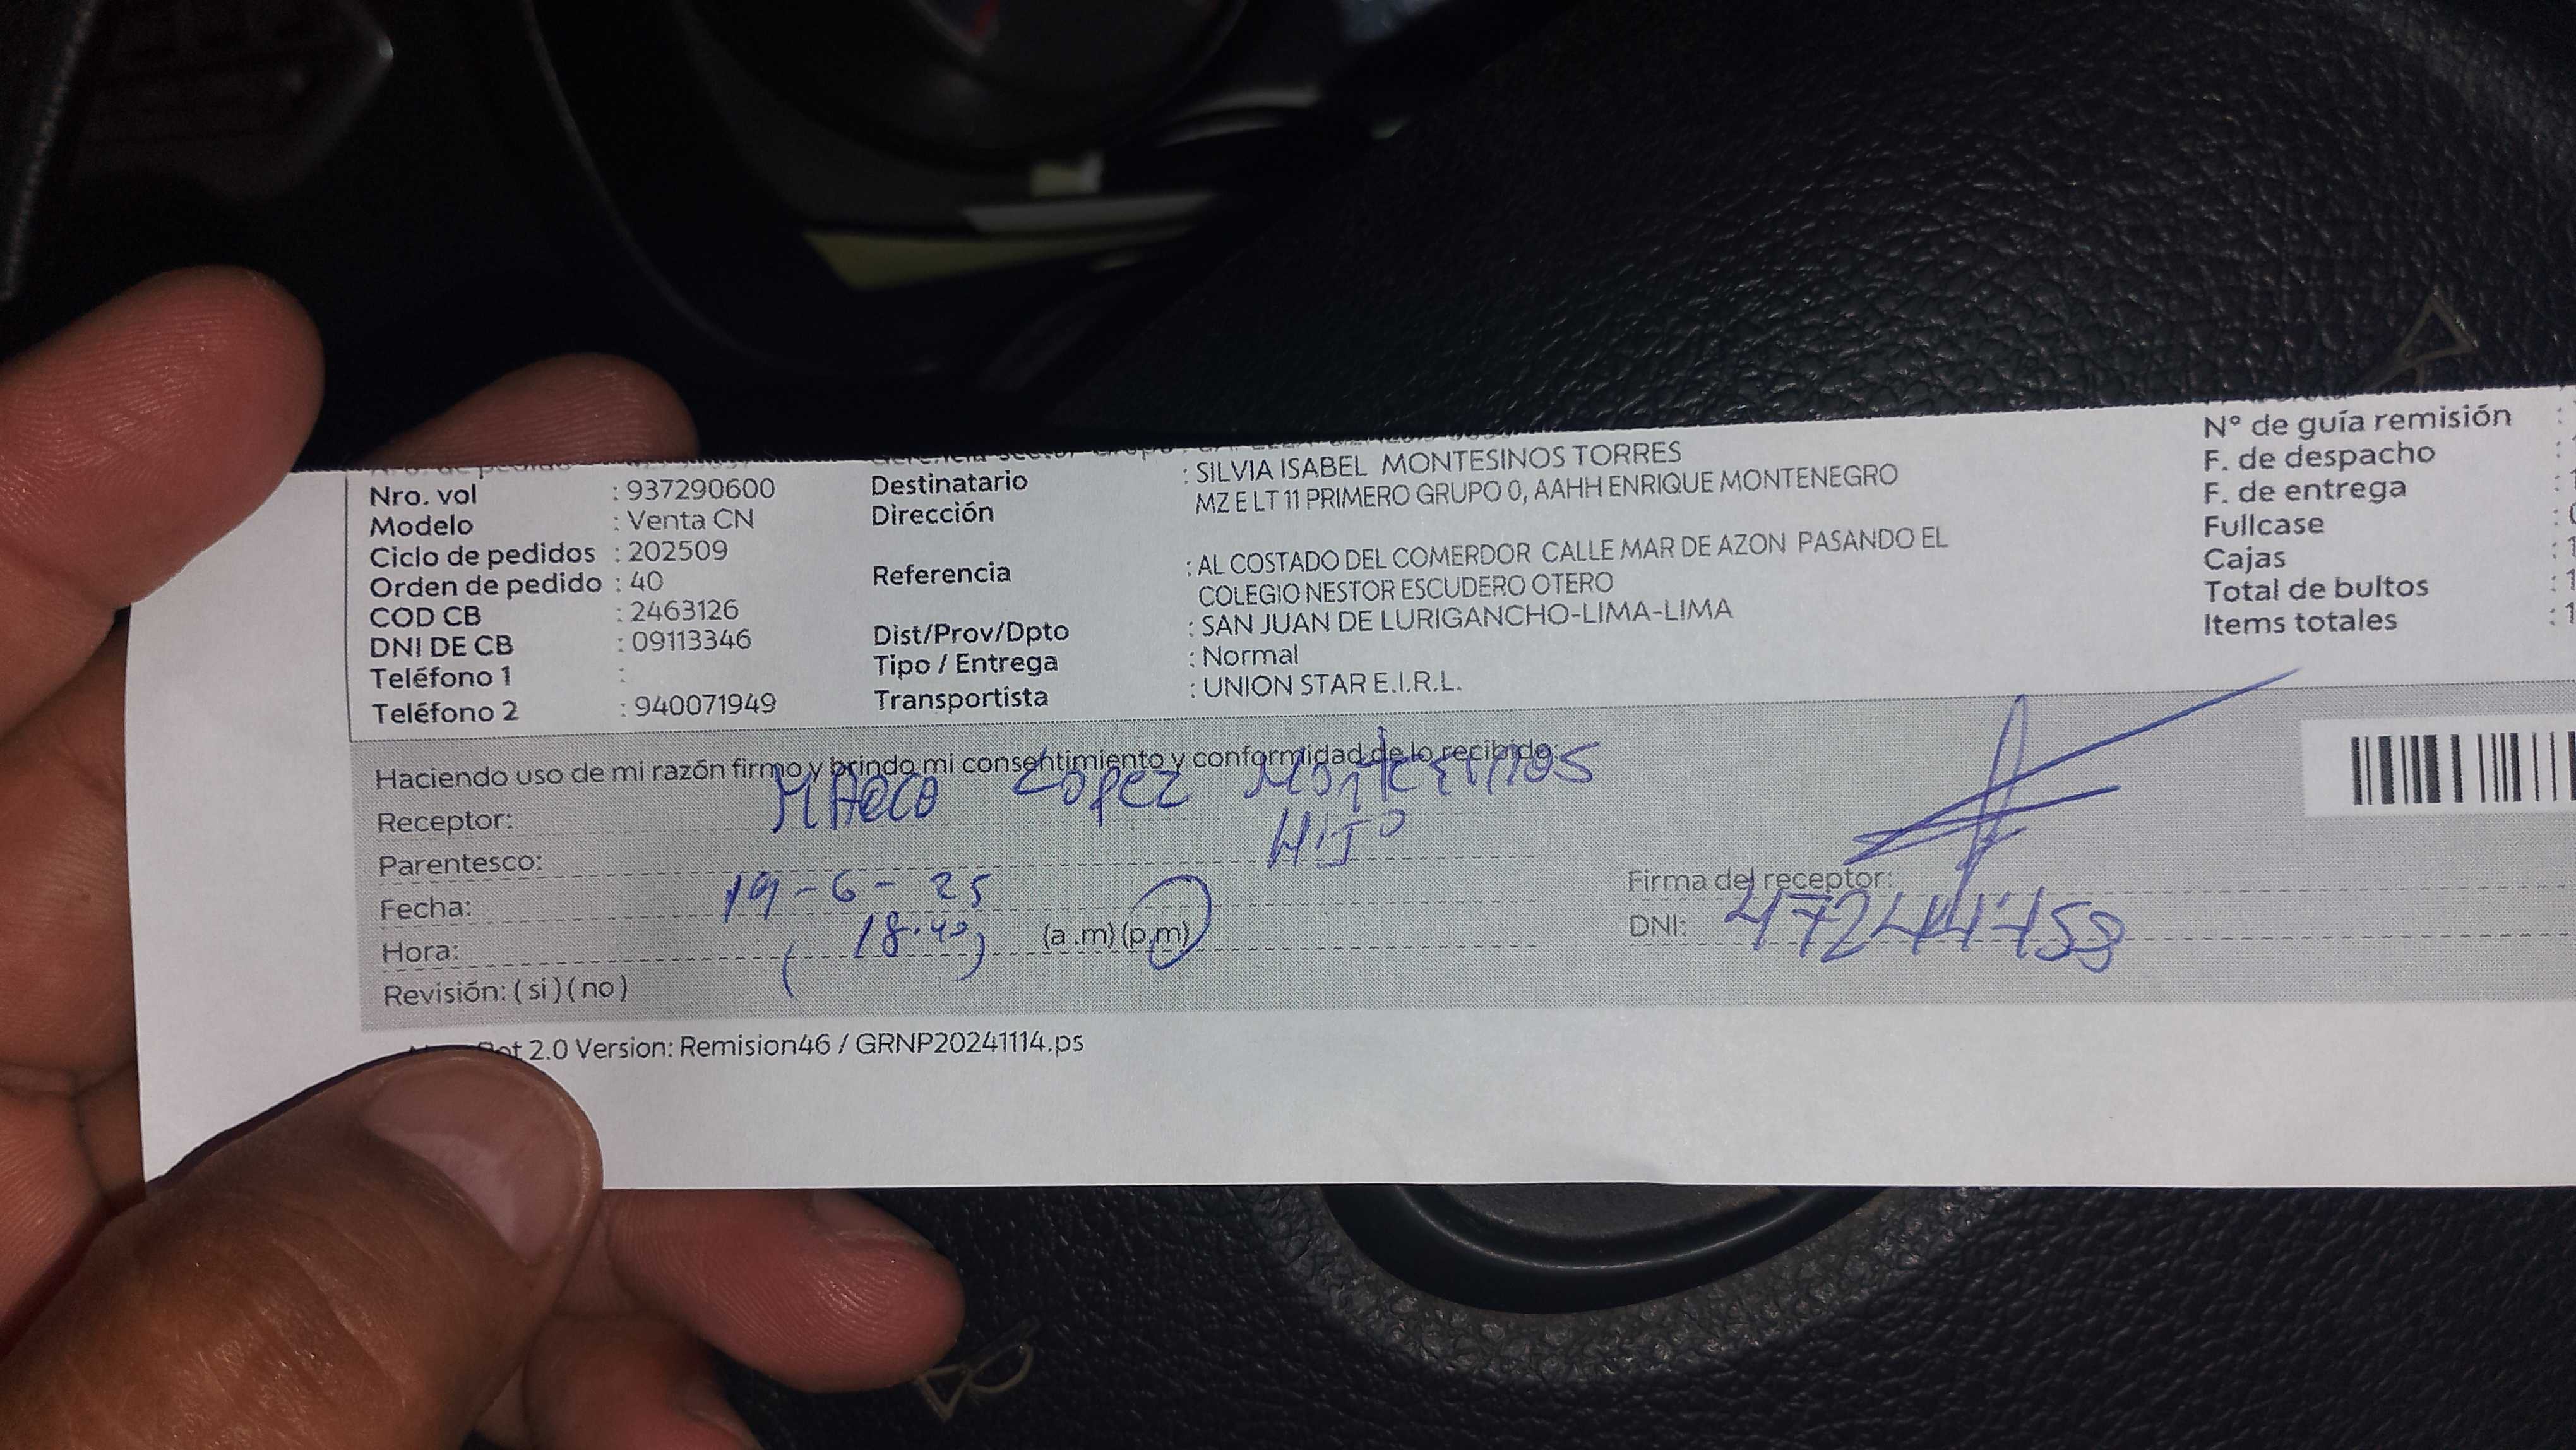 Nro. vol : 937290600
Modelo : Venta CN
Ciclo de pedidos : 202509
Orden de pedido : 40
COD CB : 2463126
DNI DE CB : 09113346
Teléfono 1 :
Teléfono 2 : 940071949
Destinatario : SILVIA ISABEL MONTESINOS TORRES
Dirección MZ E LT 11 PRIMERO GRUPO 0, AAHH ENRIQUE MONTENEGRO
Referencia : AL COSTADO DEL COMERDOR CALLE MAR DE AZON PASANDO EL
COLEGIO NESTOR ESCUDERO OTERO
Dist/Prov/Dpto : SAN JUAN DE LURIGANCHO-LIMA-LIMA
Tipo / Entrega : Normal
Transportista : UNION STAR E.I.R.L.
N° de guía remisión :
F. de despacho :
F. de entrega :
Fullcase :
Cajas :
Total de bultos :
Items totales :
Haciendo uso de mi razón firmo y brindo mi consentimiento y conformidad de lo recibido:
Receptor: MARCO Lopez Montesinos
Parentesco: HIJO
Fecha: 19-6-25
Hora: (18:40) (a .m) (p.m)
Revisión: ( si ) ( no )
Firma del receptor:
DNI:
2.0 Version: Remision46 / GRNP20241114.ps